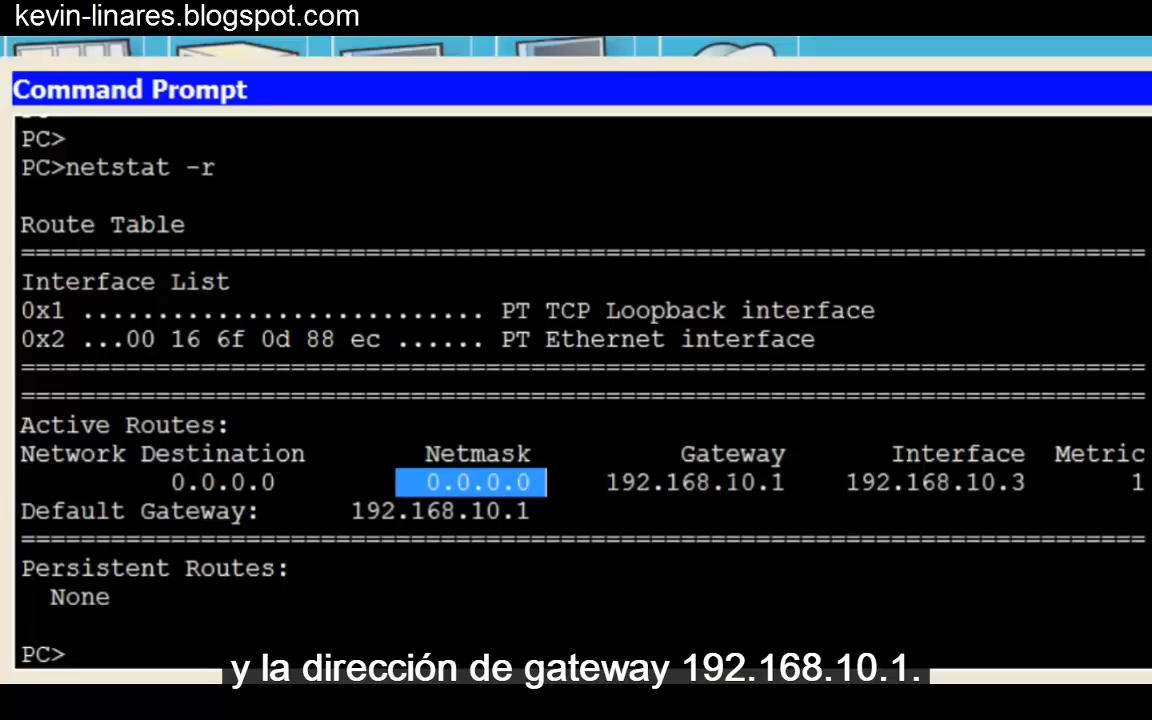 kevin-linares.blogspot.com
Command Prompt
PC>
PC>netstat -r
Route Table
===========================================================================
Interface List
0x1 ........................... PT TCP Loopback interface
0x2 ...00 16 6f 0d 88 ec ...... PT Ethernet interface
===========================================================================
===========================================================================
Active Routes:
Network Destination Netmask Gateway Interface Metric
0.0.0.0 0.0.0.0 192.168.10.1 192.168.10.3 1
Default Gateway: 192.168.10.1
===========================================================================
Persistent Routes:
None
PC>
y la dirección de gateway 192.168.10.1.